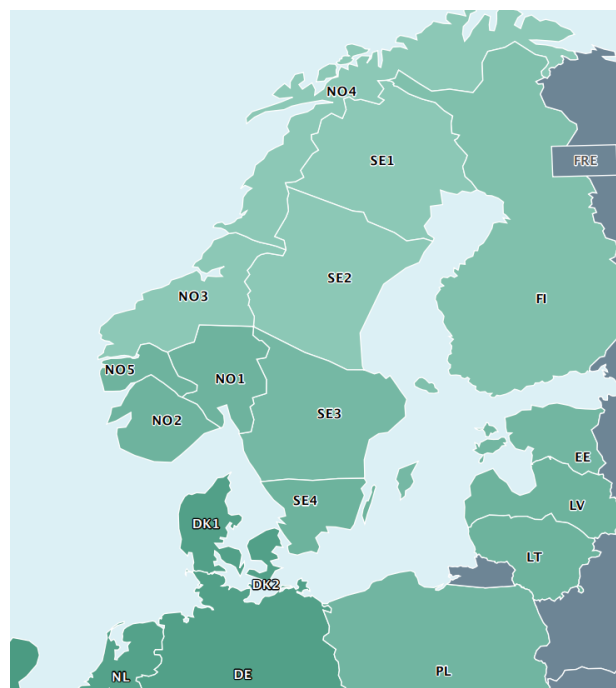 NO4
SE1
FRE
SE2
NO3
FI
NO5
NO1
NO2
SE3
EE
SE4
LV
DK1
LT
DK2
PL
DE
NL